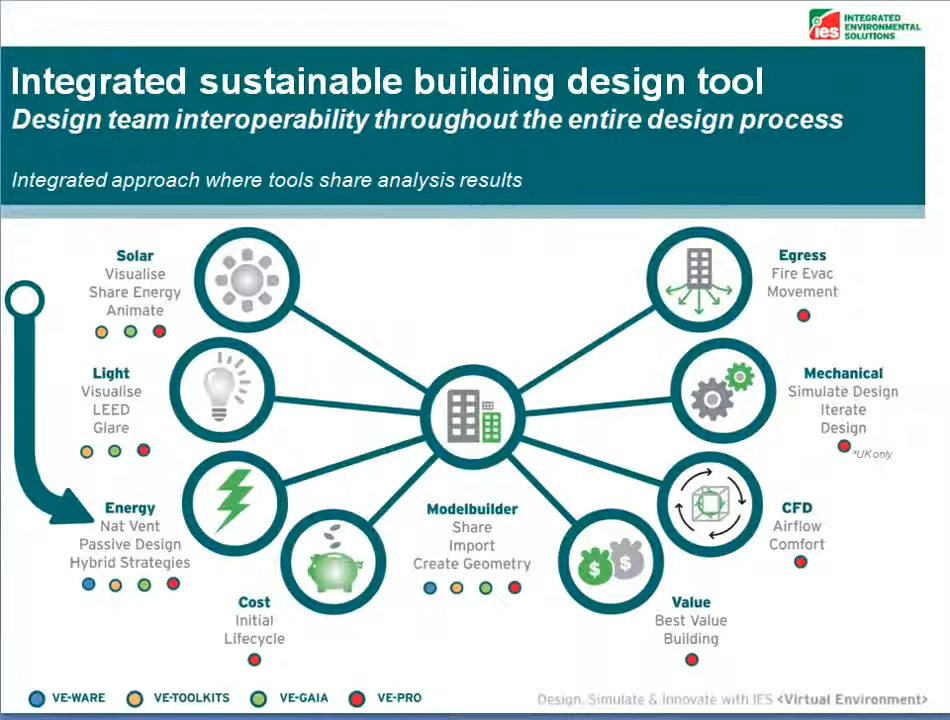 ies
INTEGRATED
ENVIRONMENTAL
SOLUTIONS
Integrated sustainable building design tool
Design team interoperability throughout the entire design process
Integrated approach where tools share analysis results
Solar
Visualise
Share Energy
Animate
Egress
Fire Evac
Movement
Light
Visualise
LEED
Glare
Mechanical
Simulate Design
Iterate
Design
*UK only
Energy
Nat Vent
Passive Design
Hybrid Strategies
Modelbuilder
Share
Import
Create Geometry
CFD
Airflow
Comfort
$ $
Cost
Initial
Lifecycle
Value
Best Value
Building
VE-WARE VE-TOOLKITS VE-GAIA VE-PRO
Design, Simulate & Innovate with IES <Virtual Environment>